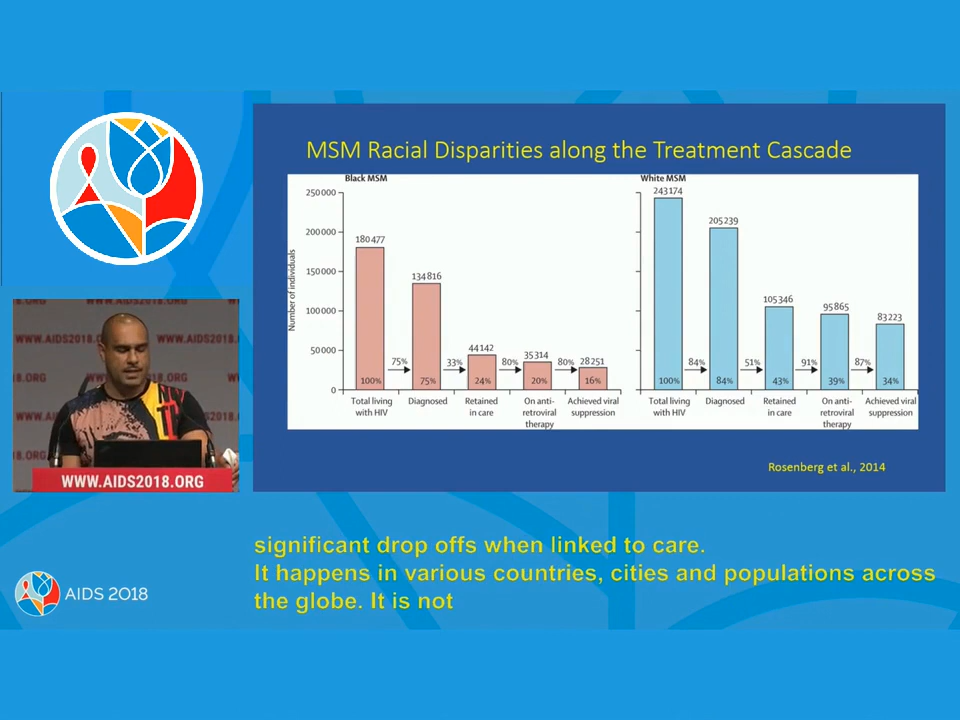 MSM Racial Disparities along the Treatment Cascade
Black MSM
Number of individuals
250 000
200 000
150 000
100 000
50 000
0
180 477
134 816
44 142
35 314
28 251
75%
33%
80%
80%
100%
75%
24%
20%
16%
Total living with HIV
Diagnosed
Retained in care
On anti-retroviral therapy
Achieved viral suppression
White MSM
243 174
205 239
105 346
95 865
83 223
84%
51%
91%
87%
100%
84%
43%
39%
34%
Total living with HIV
Diagnosed
Retained in care
On anti-retroviral therapy
Achieved viral suppression
Rosenberg et al., 2014
WWW.AIDS2018.ORG
significant drop offs when linked to care.
It happens in various countries, cities and populations across
the globe. It is not
AIDS 2018